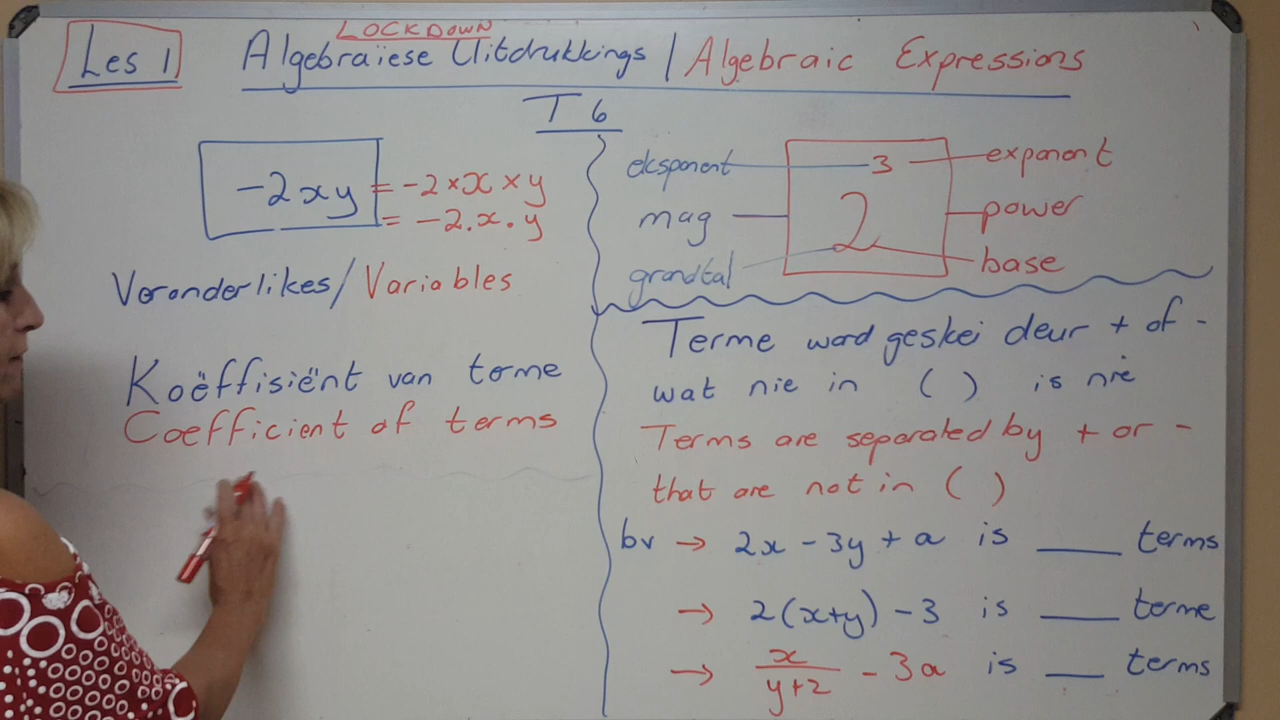 LOCKDOWN
Les 1 Algebraïese Uitdrukkings / Algebraic Expressions
T 6
-2xy = -2 × x × y
= -2.x.y
Veranderlikes/Variables
Koëffisiënt van terme
Coefficient of terms
eksponent 3 exponent
mag 2 power
grondtal base
Terme word geskei deur + of -
wat nie in ( ) is nie
Terms are separated by + or -
that are not in ( )
bv → 2x - 3y + a is ____ terms
→ 2(x+y) - 3 is ____ terme
→ x/(y+2) - 3a is ___ terms